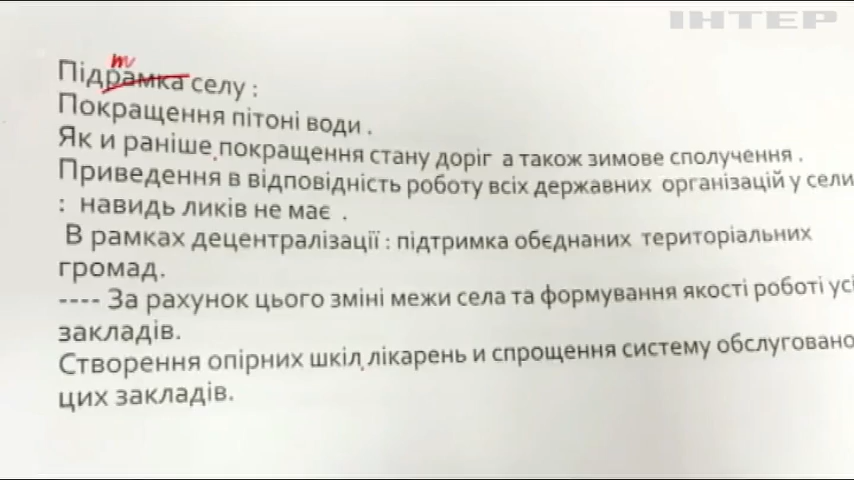 ІНТЕР
т
Підрамка селу :
Покращення пітоні води .
Як и раніше,покращення стану доріг а також зимове сполучення .
Приведення в відповідність роботу всіх державних організацій у сели
: навидь ликів не має .
В рамках децентралізації : підтримка обєднаних територіальних
громад.
---- За рахунок цього зміні межи села та формування якості роботі усі
закладів.
Створення опірних шкіл,лікарень и спрощення систему обслуговано
цих закладів.